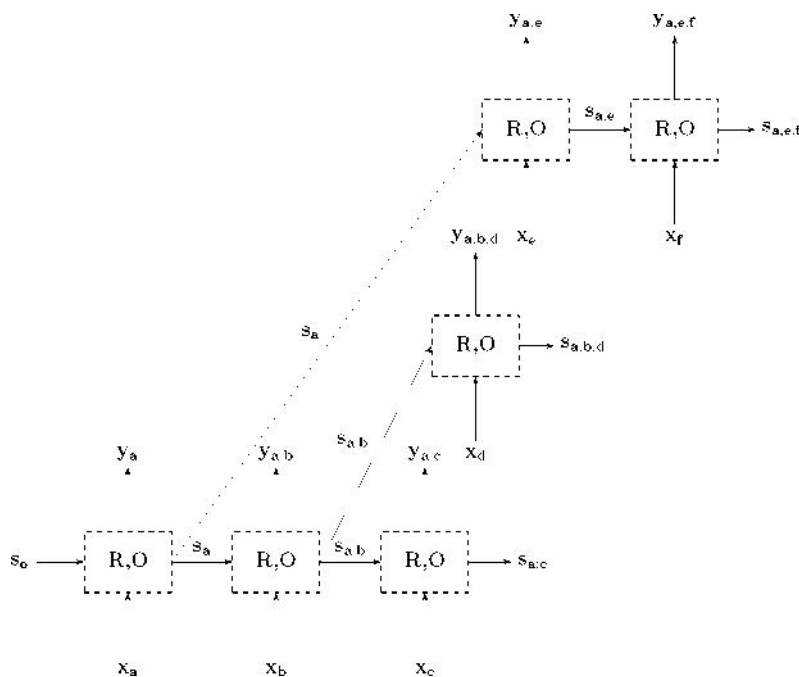 y_a,e y_a,e,f
R,O s_a,e R,O s_a,e,f
y_a,b,d x_e x_f
s_a R,O s_a,b,d
y_a y_a,b s_a,b y_a,c x_d
s_o R,O s_a R,O s_a,b R,O s_a:c
x_a x_b x_c